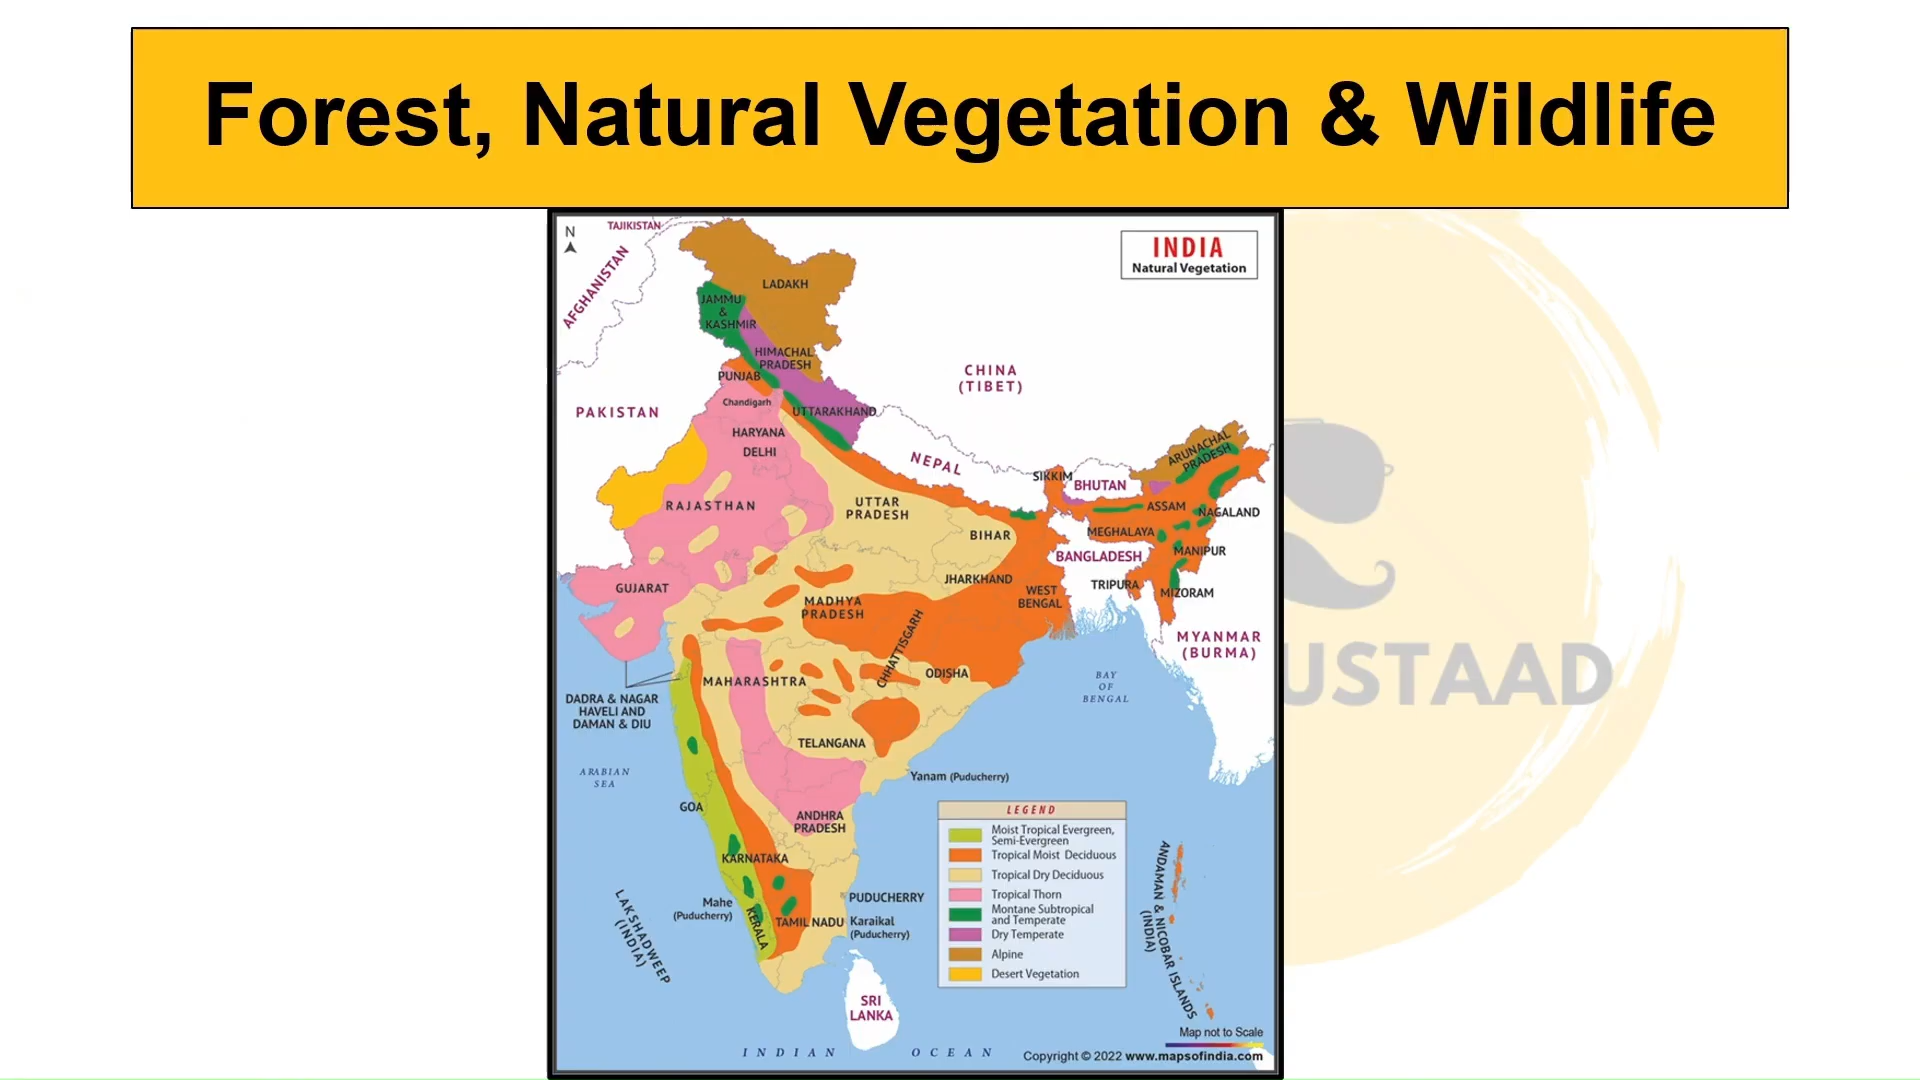 Forest, Natural Vegetation & Wildlife
N
TAJIKISTAN
AFGHANISTAN
INDIA
Natural Vegetation
LADAKH
JAMMU
&
KASHMIR
HIMACHAL
PRADESH
PUNJAB
Chandigarh
CHINA
(TIBET)
PAKISTAN
UTTARAKHAND
HARYANA
DELHI
NEPAL
SIKKIM
BHUTAN
ARUNACHAL
PRADESH
RAJASTHAN
UTTAR
PRADESH
ASSAM
NAGALAND
BIHAR
MEGHALAYA
MANIPUR
BANGLADESH
GUJARAT
JHARKHAND
WEST
BENGAL
TRIPURA
MIZORAM
MADHYA
PRADESH
CHHATTISGARH
MYANMAR
(BURMA)
MAHARASHTRA
ODISHA
BAY
OF
BENGAL
USTAAD
DADRA & NAGAR
HAVELI AND
DAMAN & DIU
TELANGANA
ARABIAN
SEA
Yanam (Puducherry)
GOA
ANDHRA
PRADESH
KARNATAKA
LEGEND
Moist Tropical Evergreen,
Semi-Evergreen
Tropical Moist Deciduous
Tropical Dry Deciduous
Tropical Thorn
Montane Subtropical
and Temperate
Dry Temperate
Alpine
Desert Vegetation
LAKSHADWEEP
(INDIA)
Mahe
(Puducherry)
KERALA
TAMIL NADU
PUDUCHERRY
Karaikal
(Puducherry)
ANDAMAN & NICOBAR ISLANDS
(INDIA)
SRI
LANKA
INDIAN OCEAN
Map not to Scale
Copyright © 2022 www.mapsofindia.com